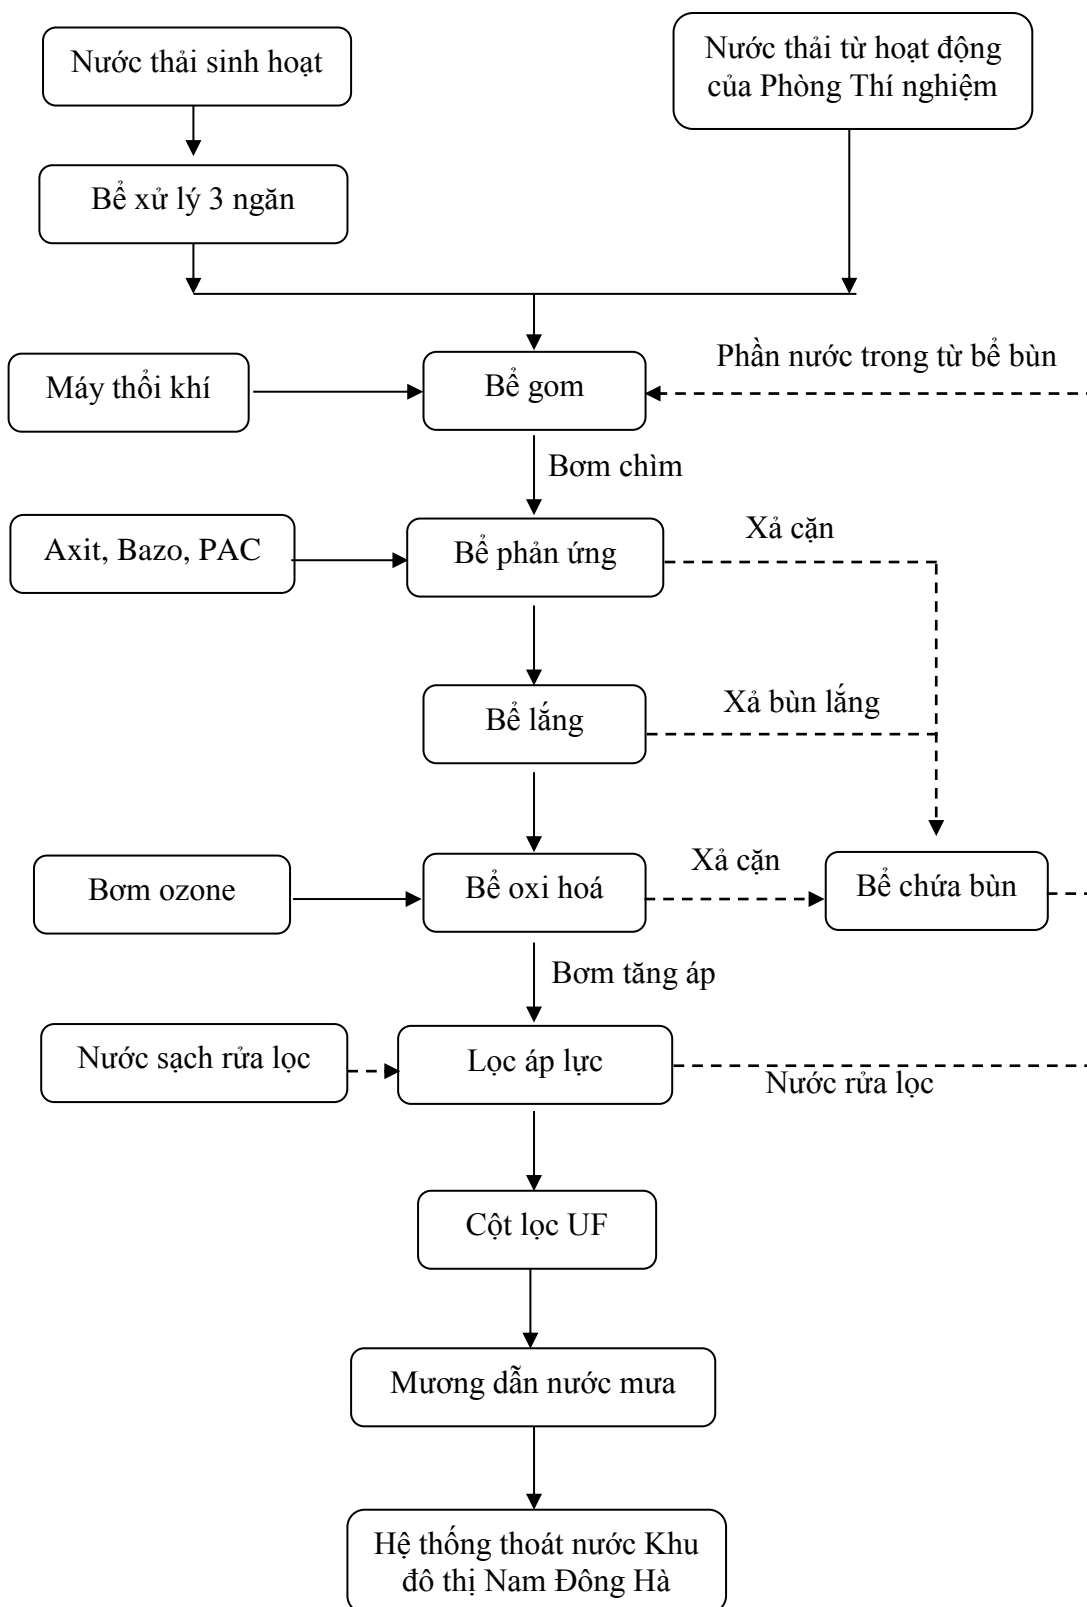 Nước thải sinh hoạt
Nước thải từ hoạt động
của Phòng Thí nghiệm
Bể xử lý 3 ngăn
Máy thổi khí
Bể gom
Phần nước trong từ bể bùn
Bơm chìm
Axit, Bazo, PAC
Bể phản ứng
Xả cặn
Bể lắng
Xả bùn lắng
Bơm ozone
Bể oxi hoá
Xả cặn
Bể chứa bùn
Bơm tăng áp
Nước sạch rửa lọc
Lọc áp lực
Nước rửa lọc
Cột lọc UF
Mương dẫn nước mưa
Hệ thống thoát nước Khu
đô thị Nam Đông Hà